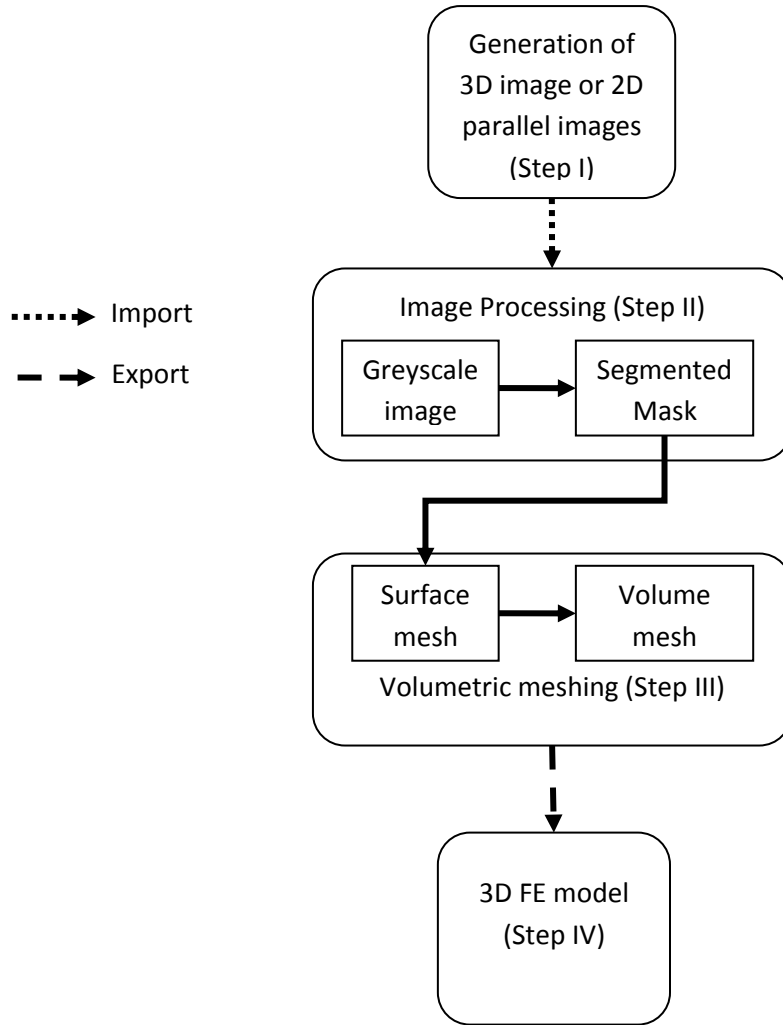 Generation of
3D image or 2D
parallel images
(Step I)
Import
Export
Image Processing (Step II)
Greyscale
image
Segmented
Mask
Surface
mesh
Volume
mesh
Volumetric meshing (Step III)
3D FE model
(Step IV)